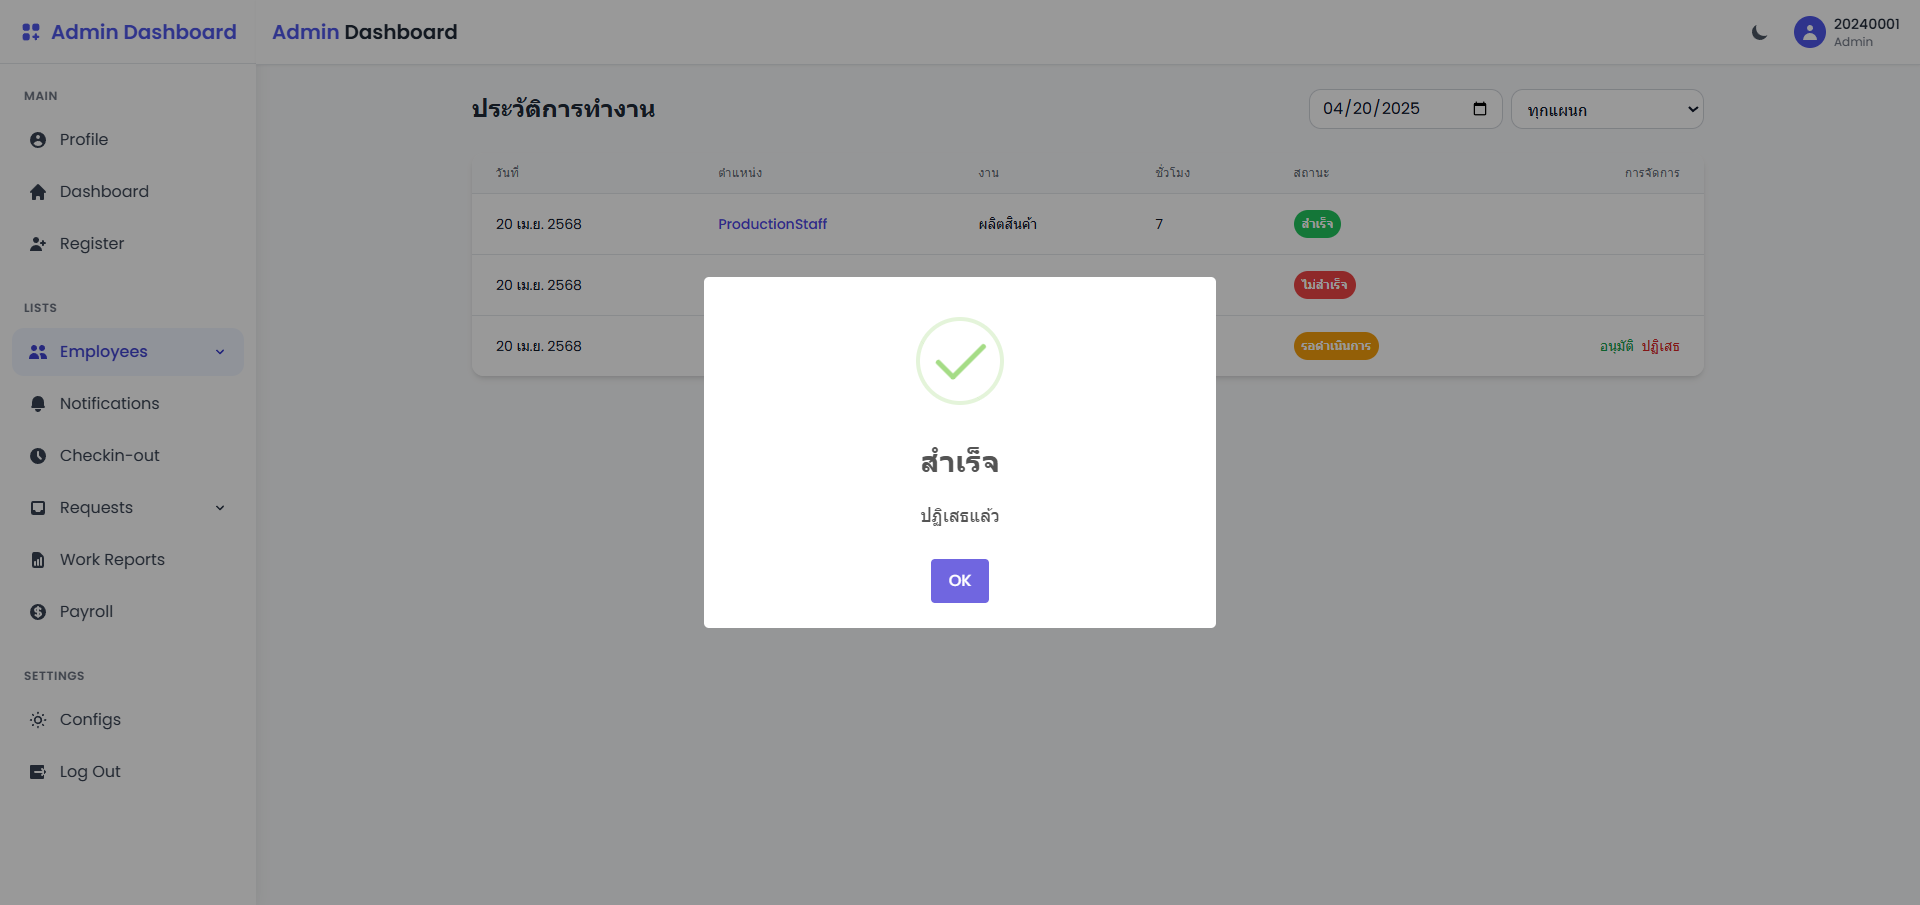 Admin Dashboard
Admin Dashboard
20240001
Admin
MAIN
Profile
Dashboard
Register
LISTS
Employees
Notifications
Checkin-out
Requests
Work Reports
Payroll
SETTINGS
Configs
Log Out
ประวัติการทำงาน
04/20/2025
ทุกแผนก
วันที่ ตำแหน่ง งาน ชั่วโมง สถานะ การจัดการ
20 เม.ย. 2568 ProductionStaff ผลิตสินค้า 7 สำเร็จ
20 เม.ย. 2568 ไม่สำเร็จ
20 เม.ย. 2568 รอดำเนินการ อนุมัติ ปฏิเสธ
สำเร็จ
ปฏิเสธแล้ว
OK